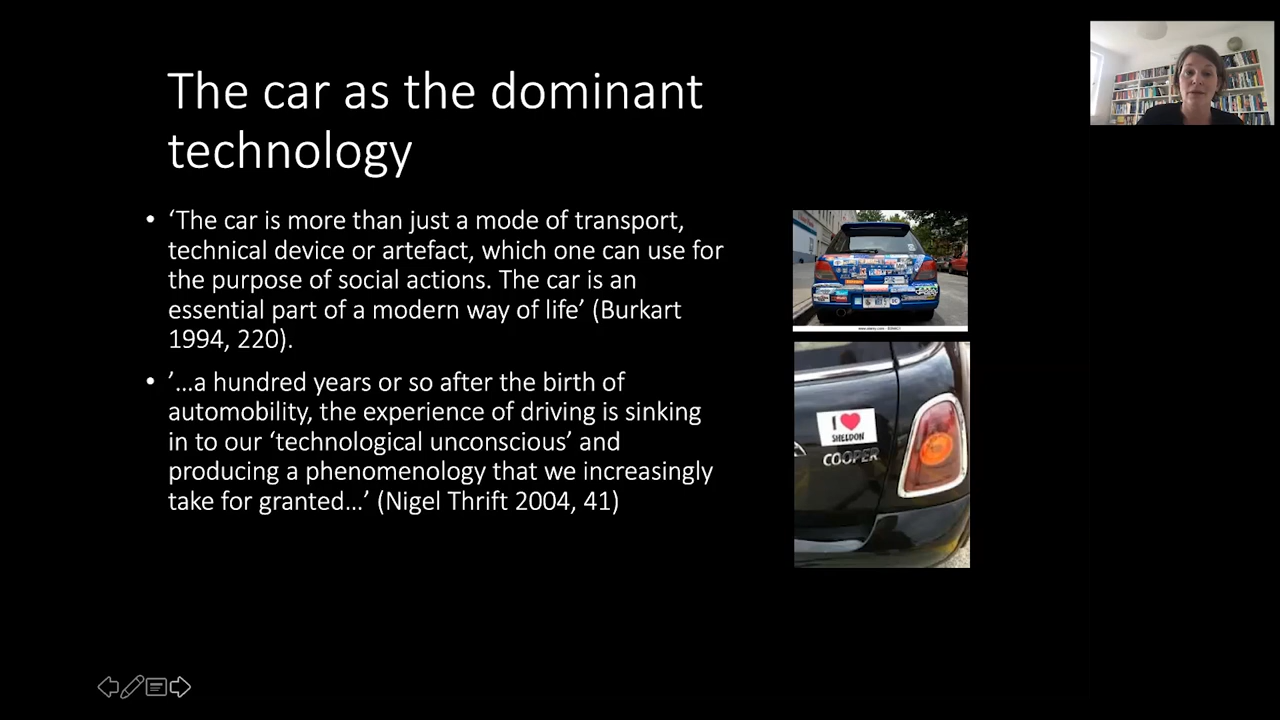 The car as the dominant
technology
• ‘The car is more than just a mode of transport,
technical device or artefact, which one can use for
the purpose of social actions. The car is an
essential part of a modern way of life’ (Burkart
1994, 220).
• ’…a hundred years or so after the birth of
automobility, the experience of driving is sinking
in to our ‘technological unconscious’ and
producing a phenomenology that we increasingly
take for granted…’ (Nigel Thrift 2004, 41)
I ❤ 
SHELDON
COOPER